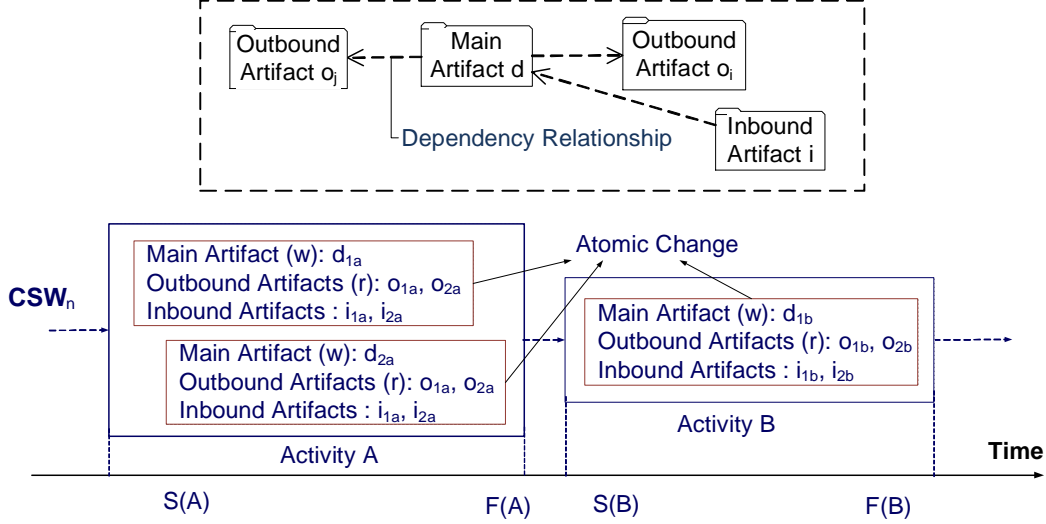 Outbound
Artifact oj
Main
Artifact d
Outbound
Artifact oi
Inbound
Artifact i
Dependency Relationship
CSWn
Main Artifact (w): d1a
Outbound Artifacts (r): o1a, o2a
Inbound Artifacts : i1a, i2a
Main Artifact (w): d2a
Outbound Artifacts (r): o1a, o2a
Inbound Artifacts : i1a, i2a
Activity A
Atomic Change
Main Artifact (w): d1b
Outbound Artifacts (r): o1b, o2b
Inbound Artifacts : i1b, i2b
Activity B
Time
S(A)
F(A)
S(B)
F(B)